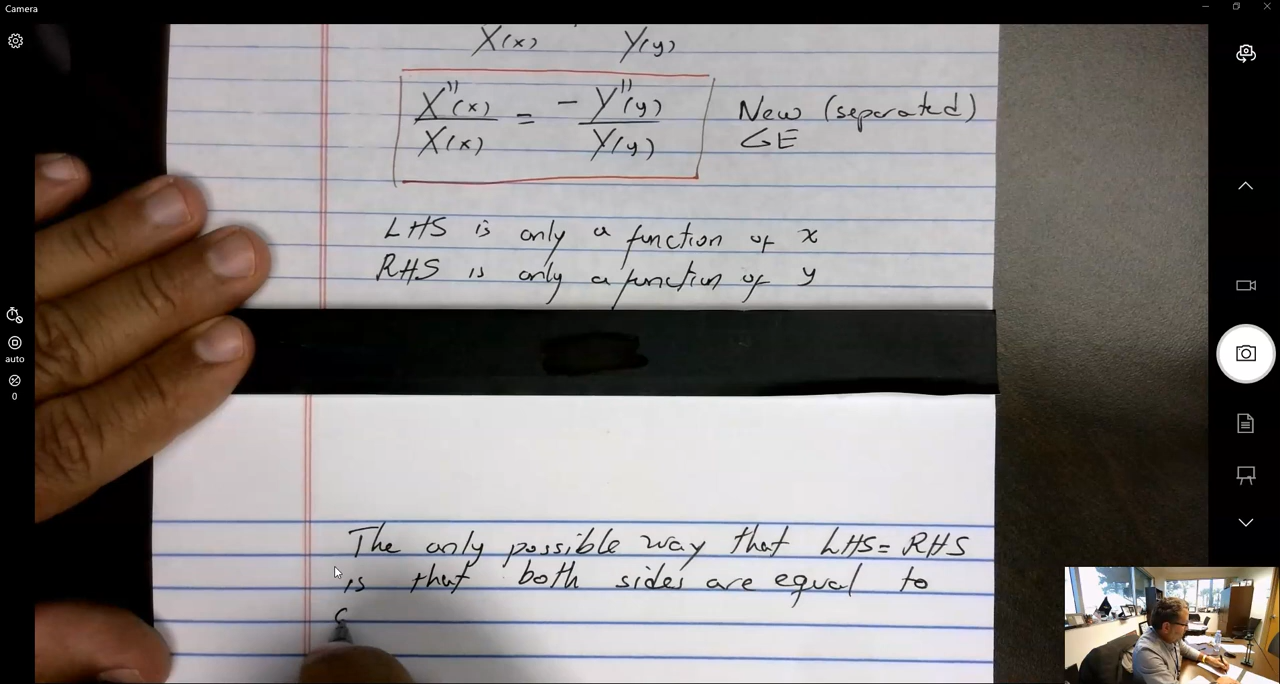 Camera
X(x) Y(y)
X''(x) / X(x) = - Y''(y) / Y(y) New (separated)
GE
LHS is only a function of x
RHS is only a function of y
auto
0
The only possible way that LHS = RHS
is that both sides are equal to